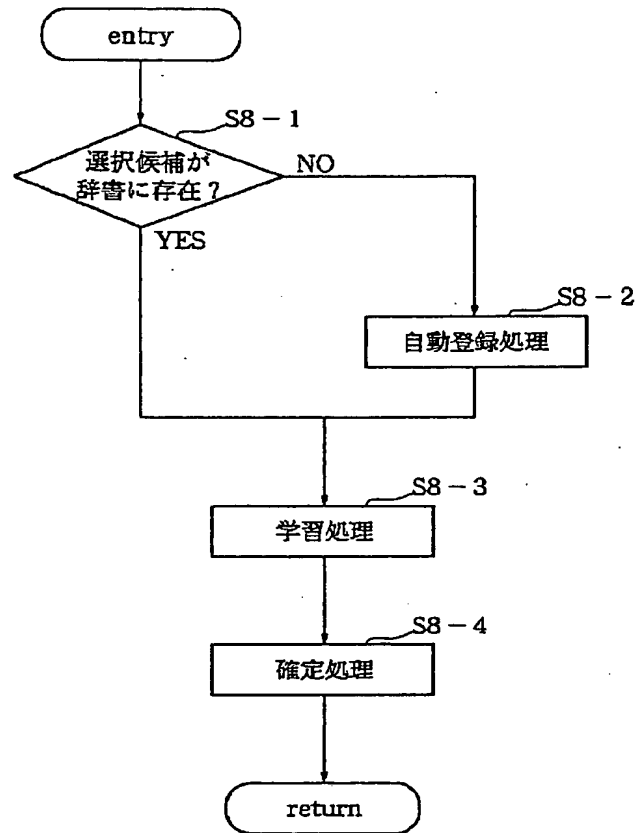 entry
S8-1
選択候補が
辞書に存在?
NO
YES
S8-2
自動登録処理
S8-3
学習処理
S8-4
確定処理
return